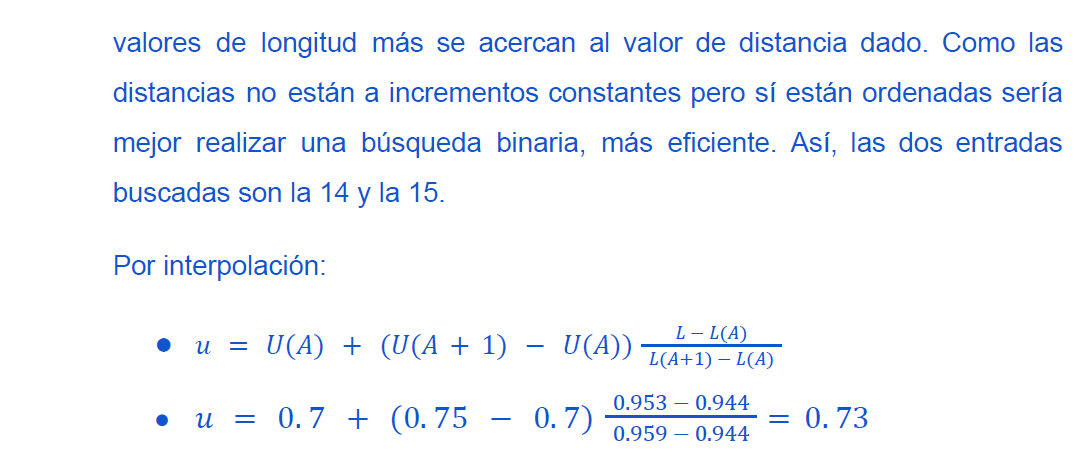 valores de longitud más se acercan al valor de distancia dado. Como las
distancias no están a incrementos constantes pero sí están ordenadas sería
mejor realizar una búsqueda binaria, más eficiente. Así, las dos entradas
buscadas son la 14 y la 15.
Por interpolación:
● u = U(A) + (U(A + 1) − U(A)) \frac{L − L(A)}{L(A+1) − L(A)}
● u = 0.7 + (0.75 − 0.7) \frac{0.953 − 0.944}{0.959 − 0.944} = 0.73